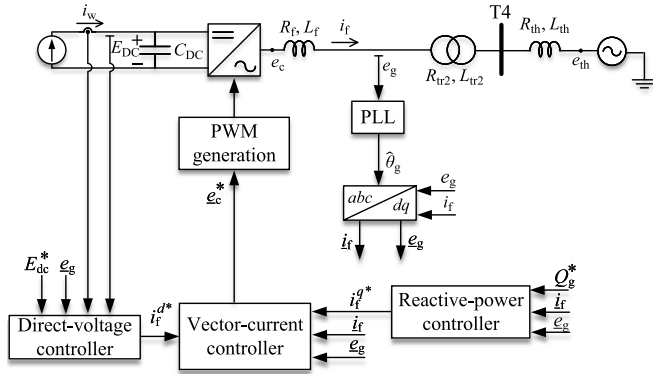 i_w
E_DC
+
−
C_DC
R_f, L_f
i_f
e_c
e_g
R_tr2, L_tr2
T4
R_th, L_th
e_th
PLL
θ̂_g
PWM
generation
abc
dq
e_g
i_f
i_f
e_g
e_c*
E_dc*
e_g
Direct-voltage
controller
i_f^d*
Vector-current
controller
i_f^q*
i_f
e_g
Reactive-power
controller
Q_g*
i_f
e_g